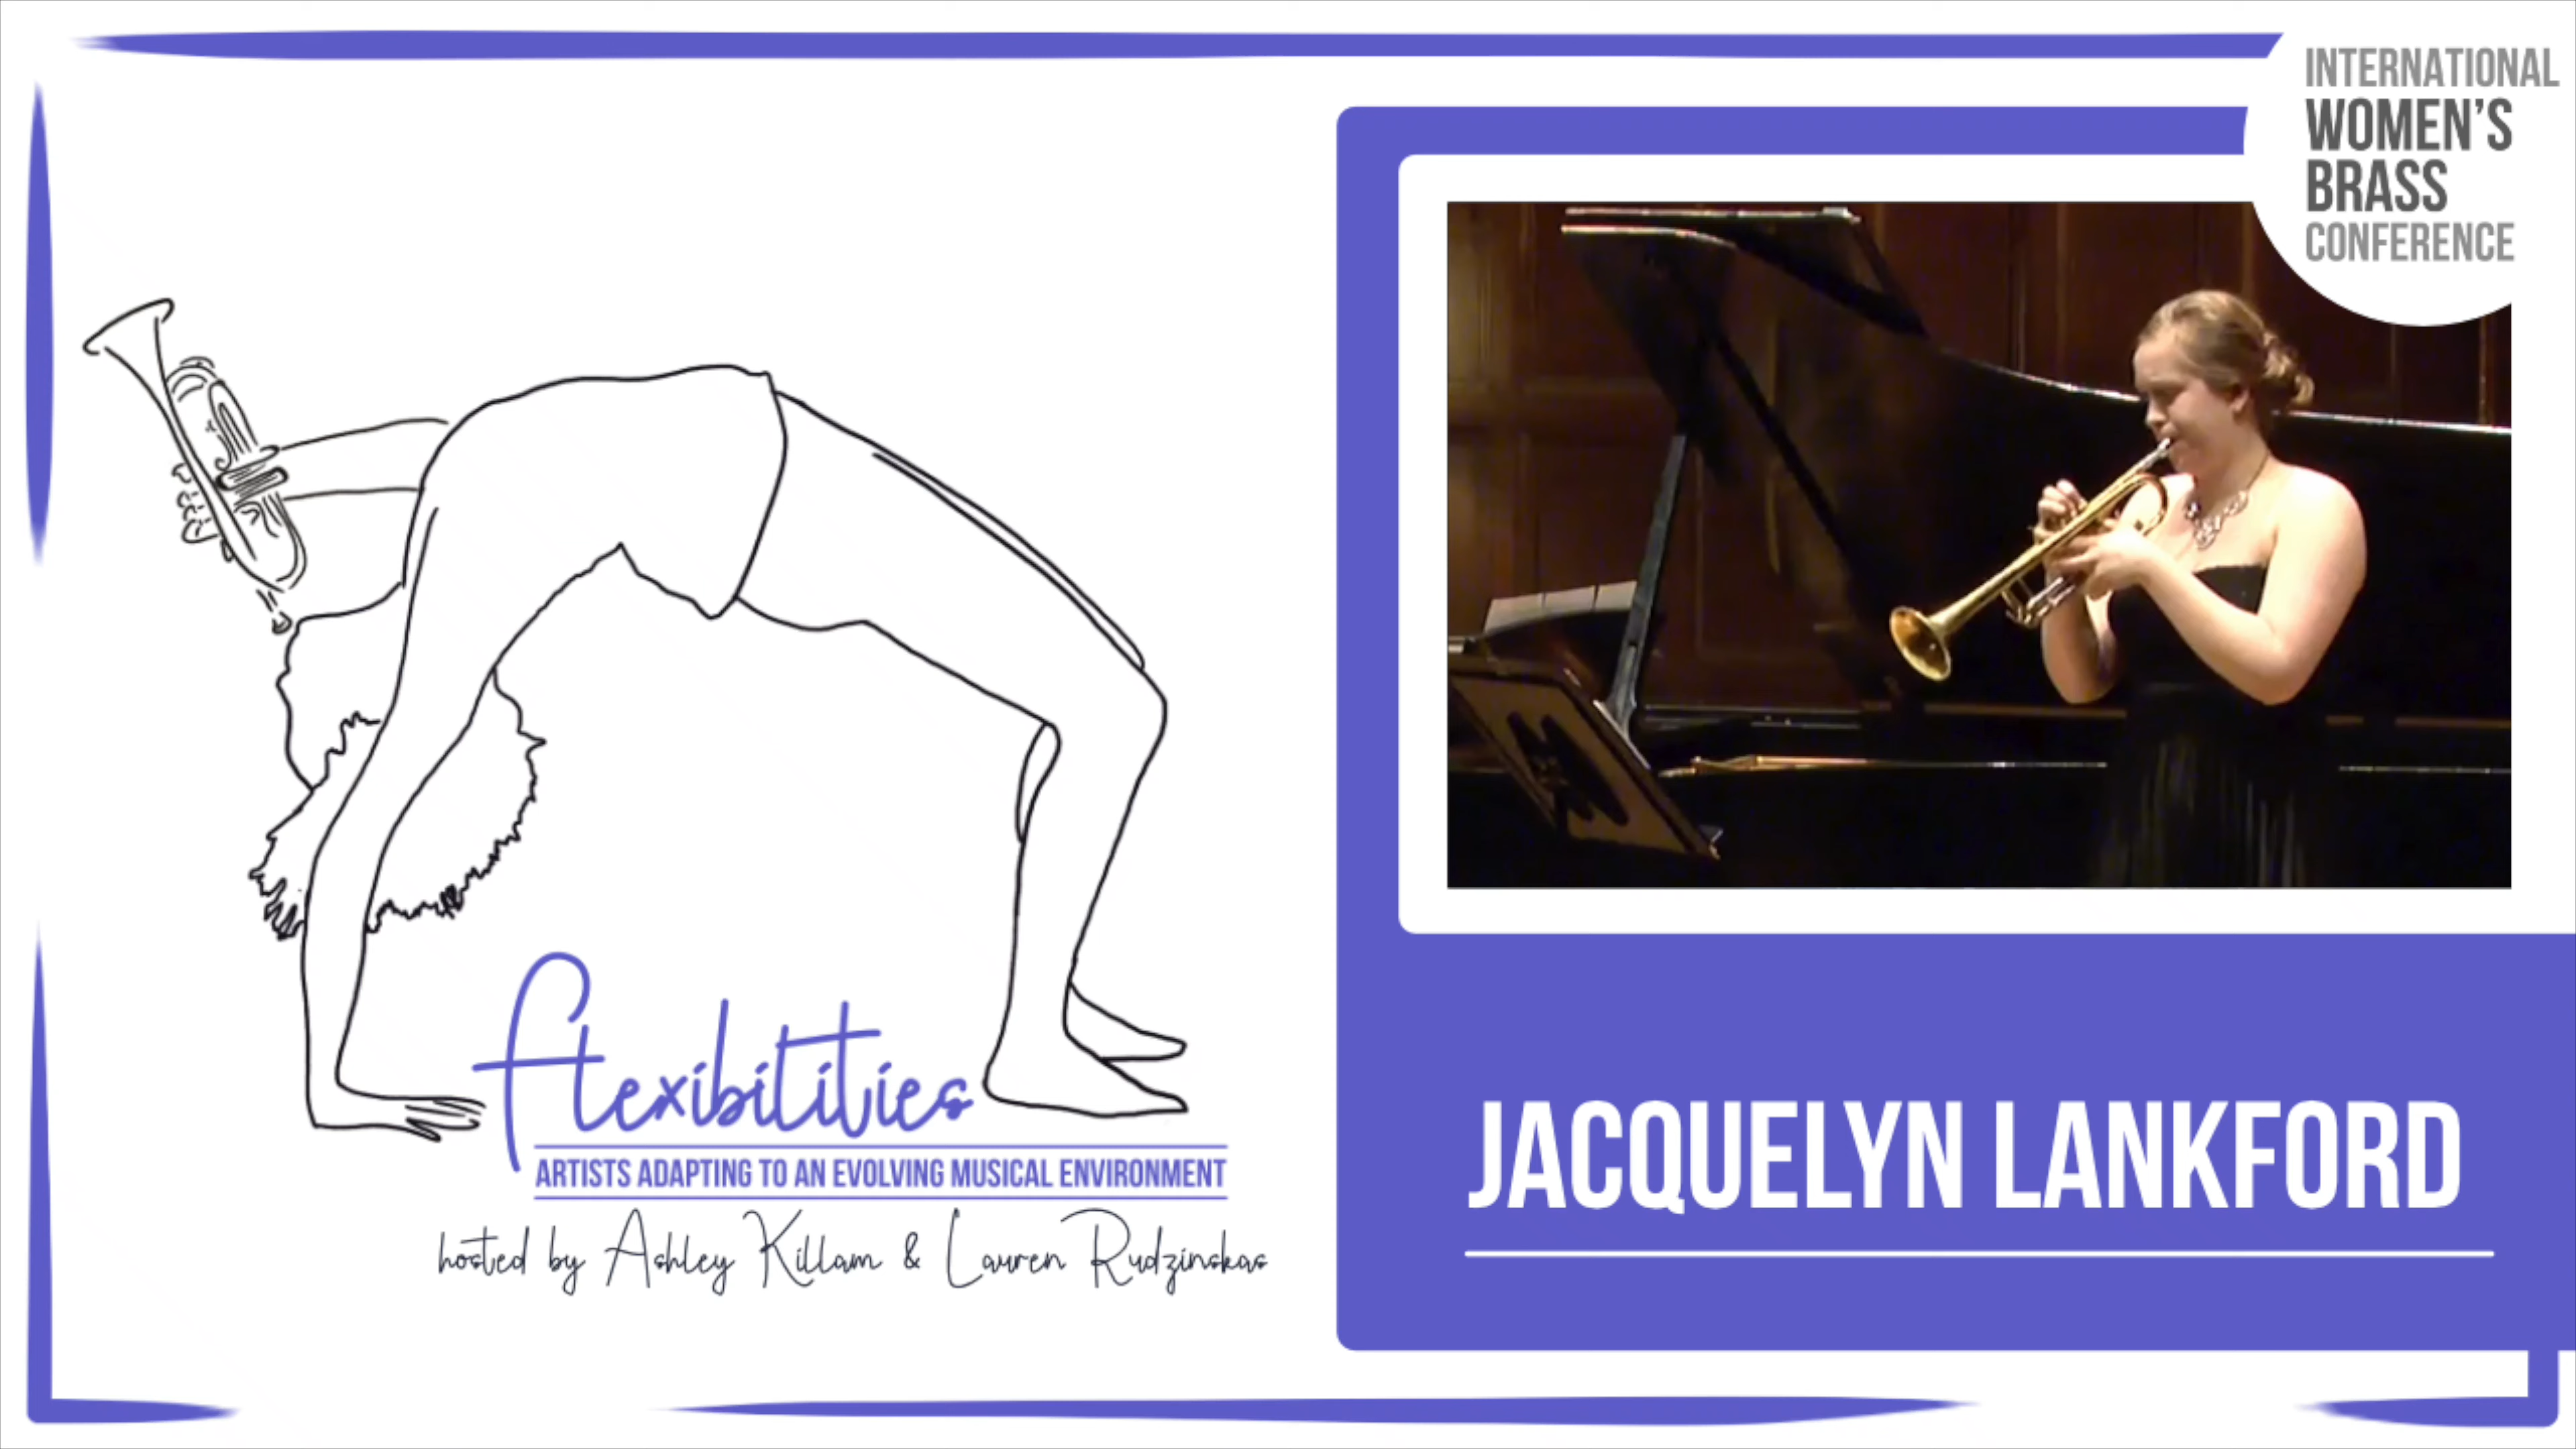 INTERNATIONAL
WOMEN'S
BRASS
CONFERENCE
flexibilities
ARTISTS ADAPTING TO AN EVOLVING MUSICAL ENVIRONMENT
hosted by Ashley Killam & Lauren Rudzinskas
JACQUELYN LANKFORD